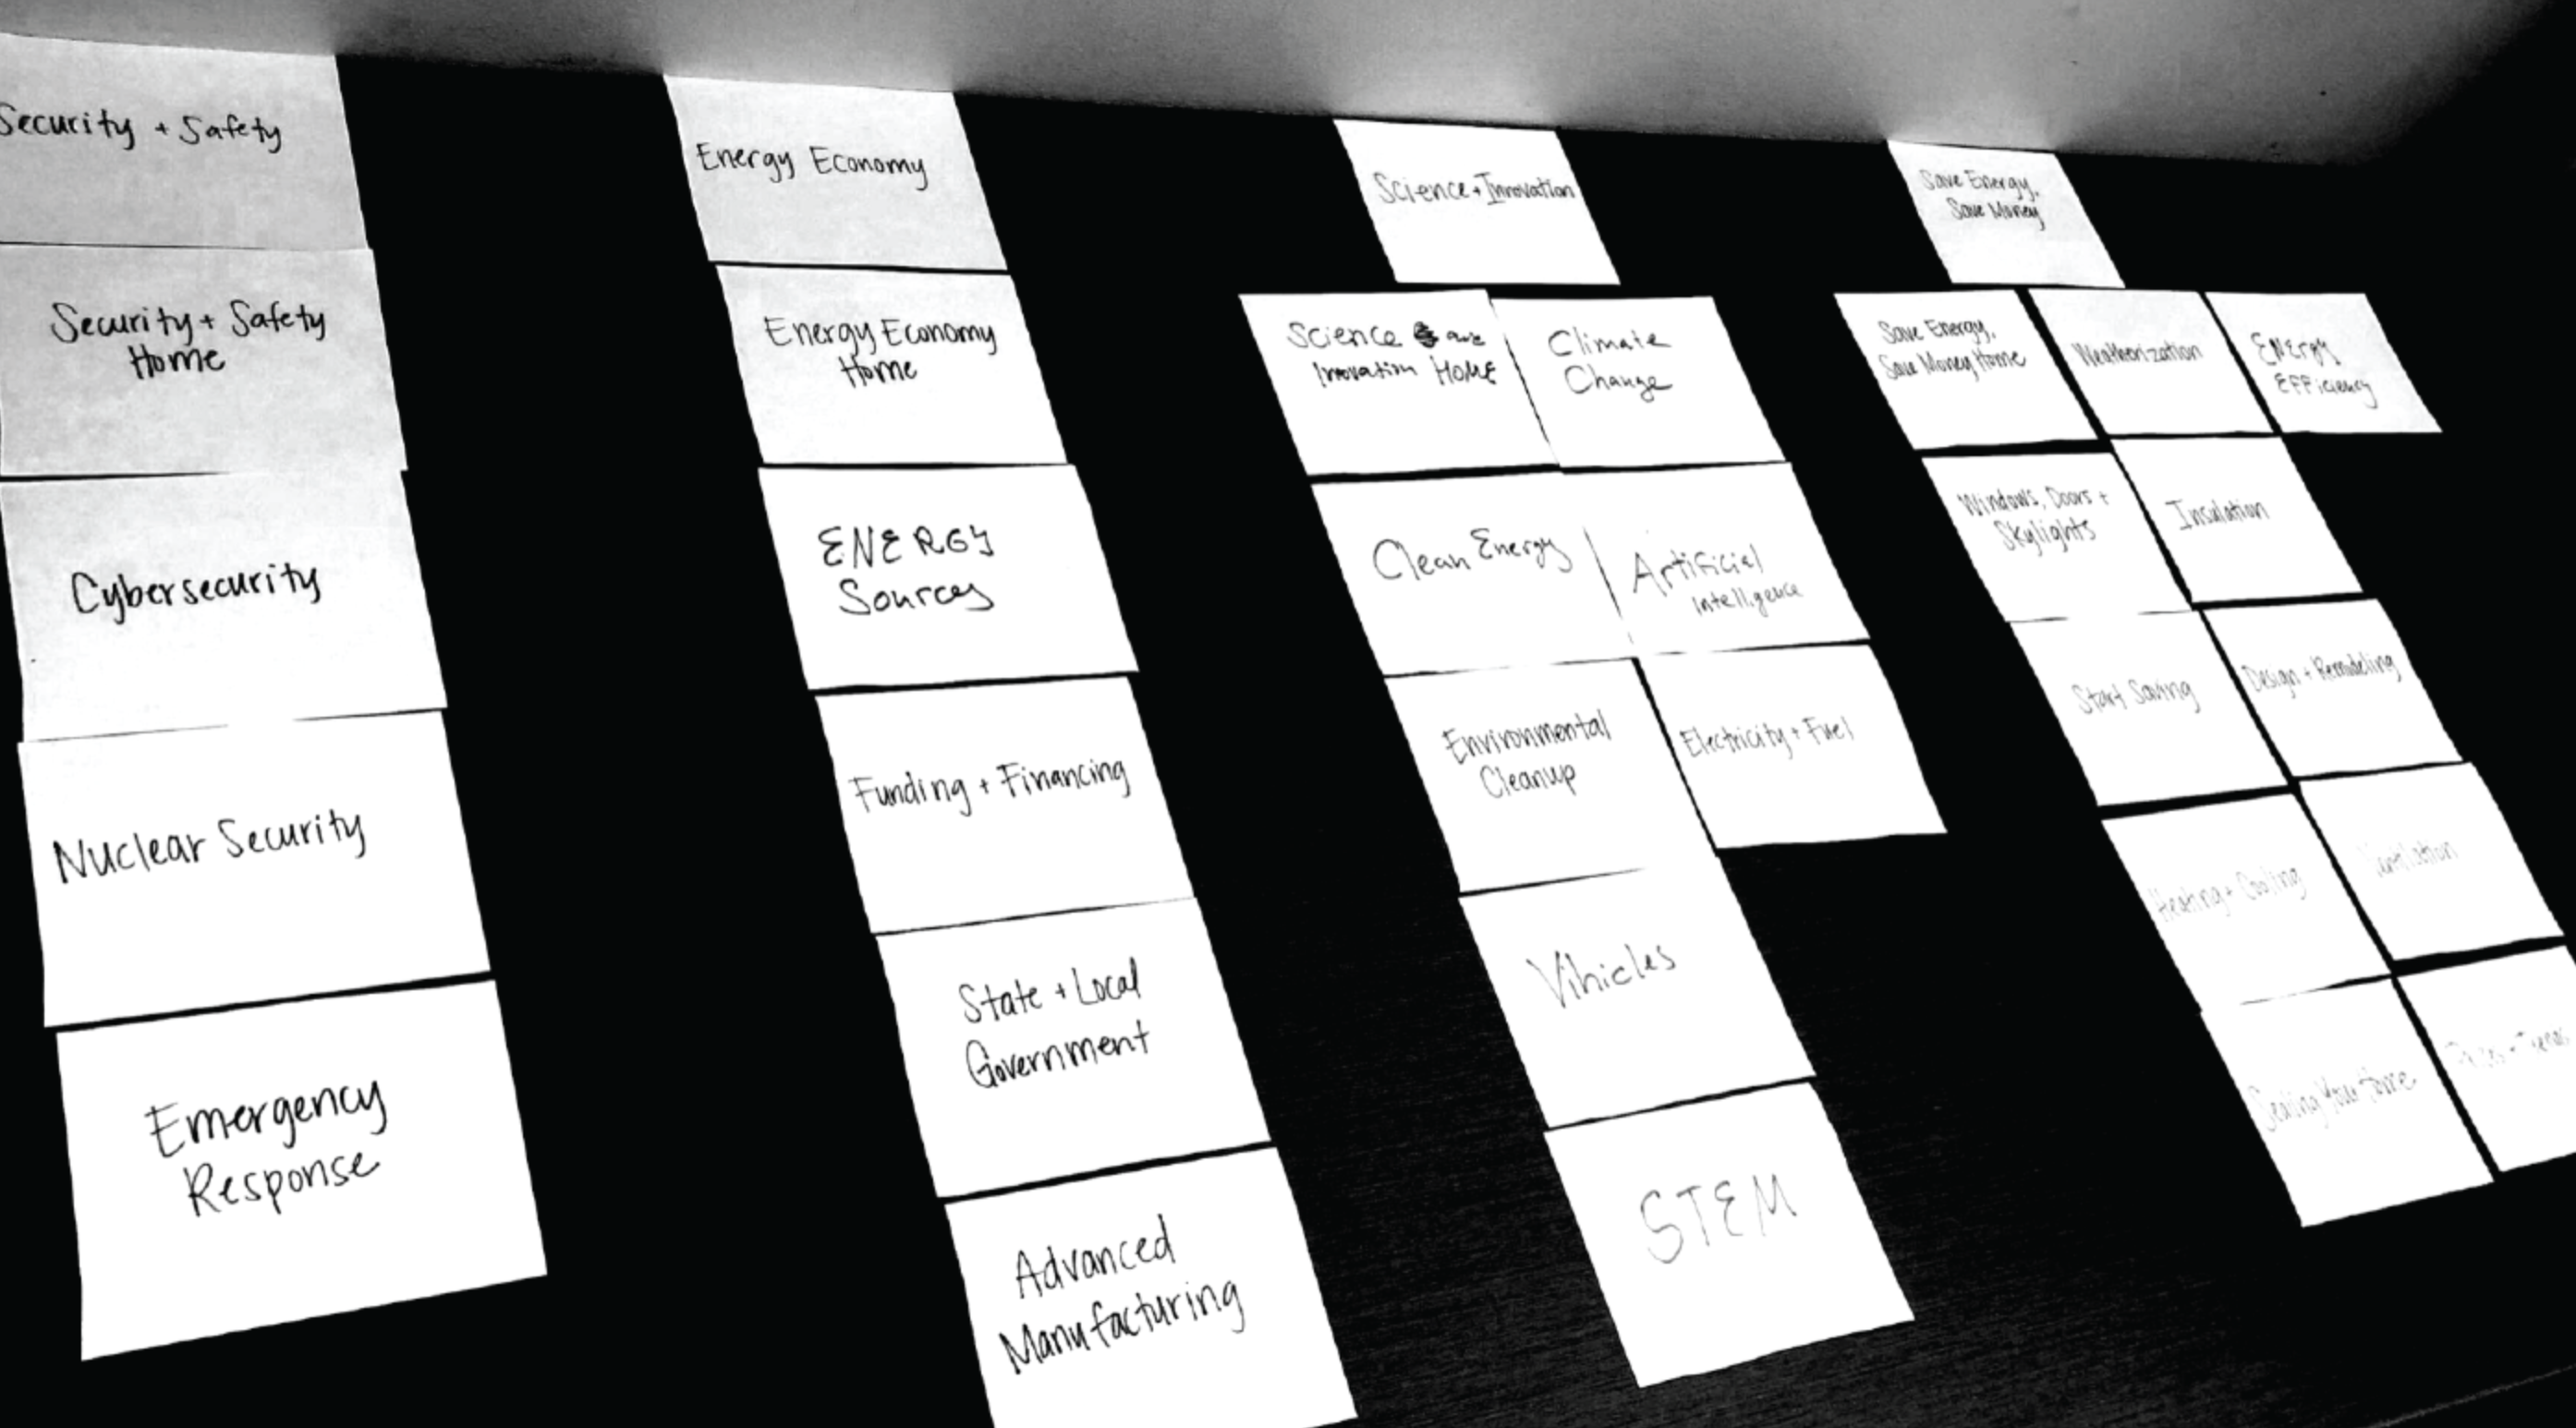 Security + Safety
Security + Safety
Home
Cybersecurity
Nuclear Security
Emergency
Response
Energy Economy
Energy Economy
Home
ENERGY
Sources
Funding + Financing
State + Local
Government
Advanced
Manufacturing
Science + Innovation
Science and
Innovation HOME
Climate
Change
Clean Energy
Artificial
Intelligence
Environmental
Cleanup
Electricity + Fuel
Vihicles
STEM
Save Energy,
Save Money
Save Energy,
Save Money Home
Weatherization
ENERGY
EFFiciency
Windows, Doors +
Skylights
Insulation
Start Saving
Design + Remodeling
Heating + Cooling
Ventilation
Sealing Your Home
+ Trends